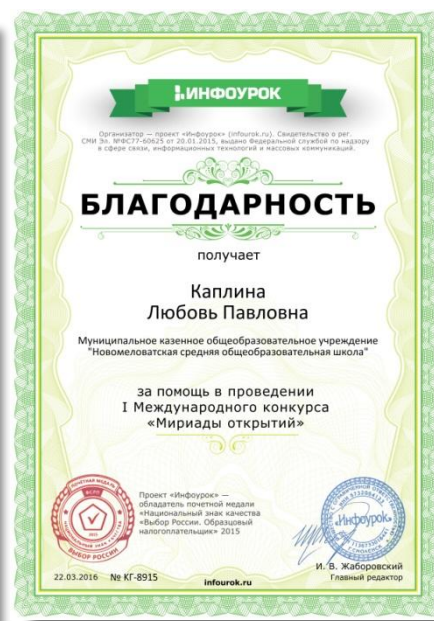 ИНФОУРОК
Организатор — проект «Инфоурок» (infourok.ru). Свидетельство о рег.
СМИ Эл. №ФС77-60625 от 20.01.2015, выдано Федеральной службой по надзору
в сфере связи, информационных технологий и массовых коммуникаций.
БЛАГОДАРНОСТЬ
получает
Каплина
Любовь Павловна
Муниципальное казенное общеобразовательное учреждение
"Новомеловатская средняя общеобразовательная школа"
за помощь в проведении
I Международного конкурса
«Мириады открытий»
ПОЧЕТНАЯ МЕДАЛЬ
ВЫБОР РОССИИ
Проект «Инфоурок» —
обладатель почетной медали
«Национальный знак качества
«Выбор России. Образцовый
налогоплательщик» 2015
«Инфоурок»
И. В. Жаборовский
Главный редактор
22.03.2016 № КГ-8915
infourok.ru